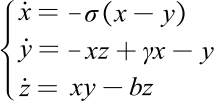 ẋ = -σ(x - y)
ẏ = -xz + γx - y
ż = xy - bz